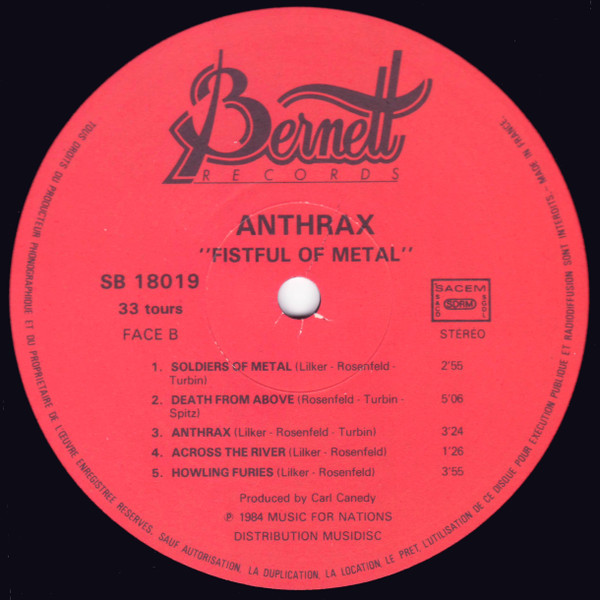 Bernett
RECORDS
ANTHRAX
"FISTFUL OF METAL"
SB 18019
33 tours
FACE B
SACEM
SACD
SDRM
SGDL
STÉREO
1. SOLDIERS OF METAL (Lilker - Rosenfeld - Turbin) 2'55
2. DEATH FROM ABOVE (Rosenfeld - Turbin - Spitz) 5'06
3. ANTHRAX (Lilker - Rosenfeld - Turbin) 3'24
4. ACROSS THE RIVER (Lilker - Rosenfeld) 1'26
5. HOWLING FURIES (Lilker - Rosenfeld) 3'55
Produced by Carl Canedy
℗ 1984 MUSIC FOR NATIONS
DISTRIBUTION MUSIDISC
TOUS DROITS DU PRODUCTEUR PHONOGRAPHIQUE ET DU PROPRIETAIRE DE L'ŒUVRE ENREGISTREE RESERVES. SAUF AUTORISATION, LA DUPLICATION, LA LOCATION, LE PRET, L'UTILISATION DE CE DISQUE POUR EXECUTION PUBLIQUE ET RADIODIFFUSION SONT INTERDITS - MADE IN FRANCE.